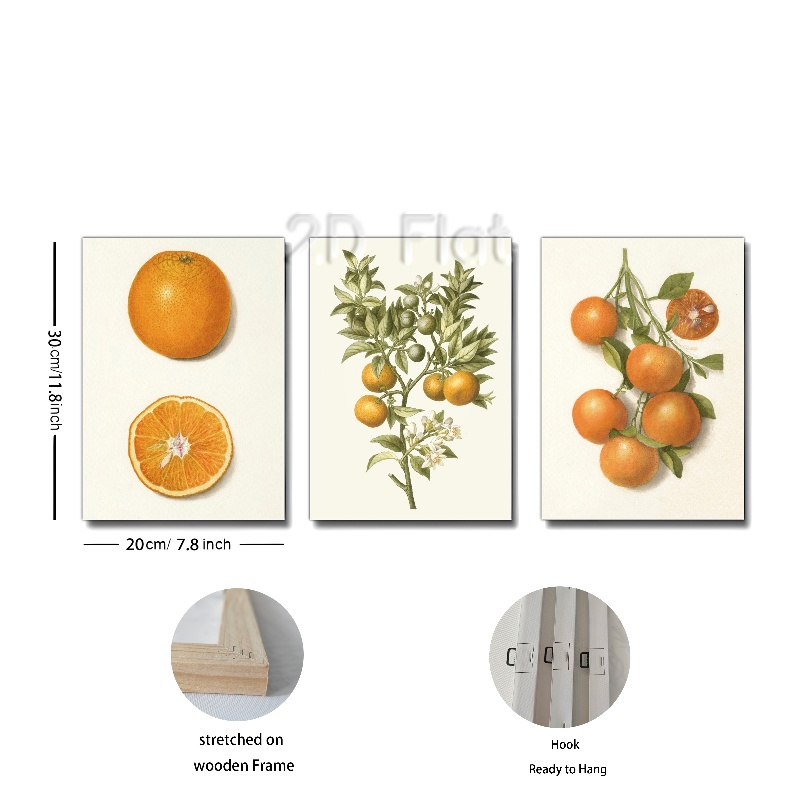 2D Flat
30cm/11.8inch
20cm/ 7.8 inch
stretched on
wooden Frame
Hook
Ready to Hang